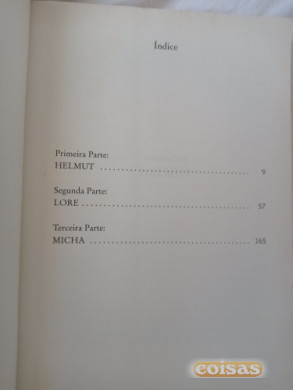 Índice
Primeira Parte:
HELMUT ........................ 9
Segunda Parte:
LORE ........................ 57
Terceira Parte:
MICHA ........................ 165
coisas